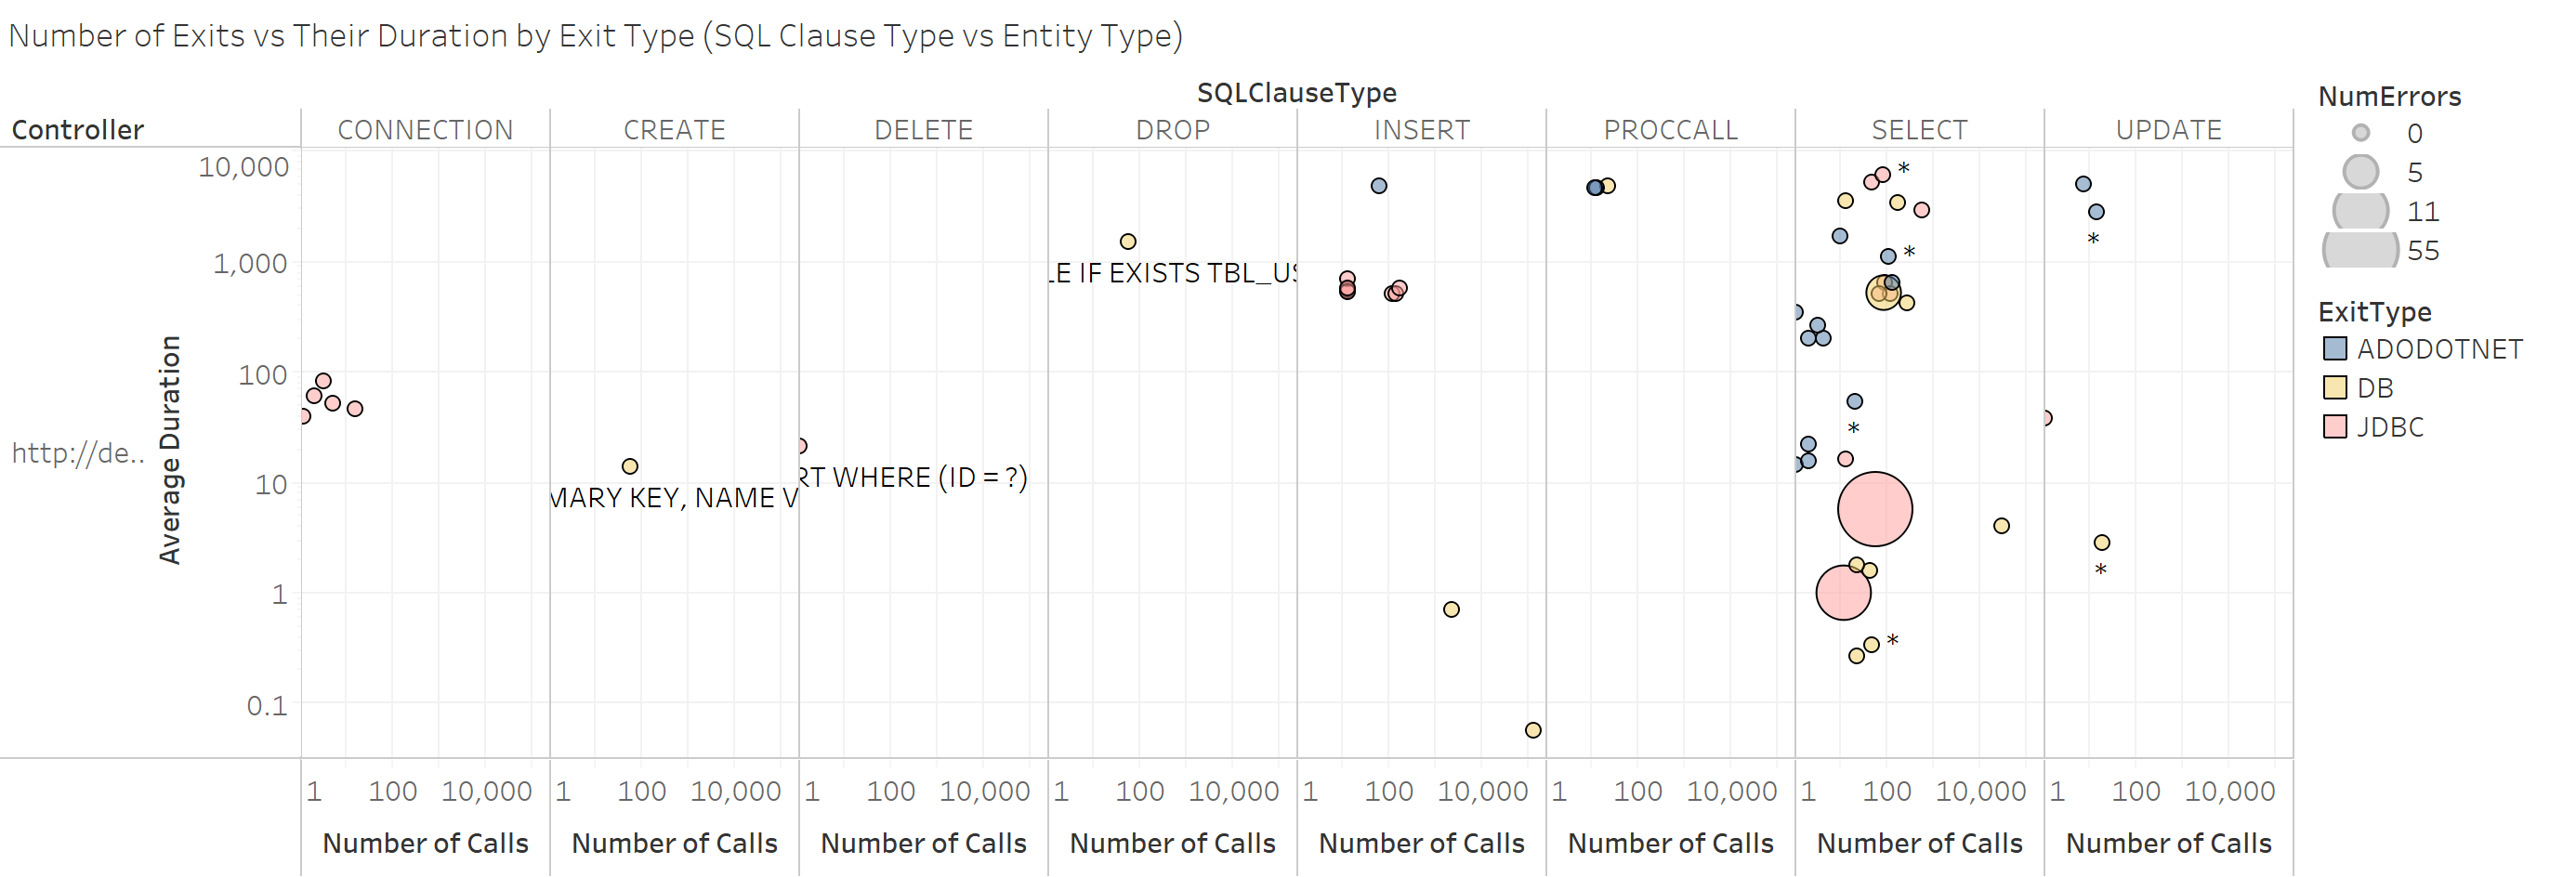 Number of Exits vs Their Duration by Exit Type (SQL Clause Type vs Entity Type)
SQLClauseType
Controller
CONNECTION
CREATE
DELETE
DROP
INSERT
PROCCALL
SELECT
UPDATE
http://de..
Average Duration
10,000
1,000
100
10
1
0.1
MARY KEY, NAME V
RT WHERE (ID = ?)
LE IF EXISTS TBL_US
*
*
*
*
*
*
1 100 10,000
1 100 10,000
1 100 10,000
1 100 10,000
1 100 10,000
1 100 10,000
1 100 10,000
1 100 10,000
Number of Calls
Number of Calls
Number of Calls
Number of Calls
Number of Calls
Number of Calls
Number of Calls
Number of Calls
NumErrors
0
5
11
55
ExitType
ADODOTNET
DB
JDBC